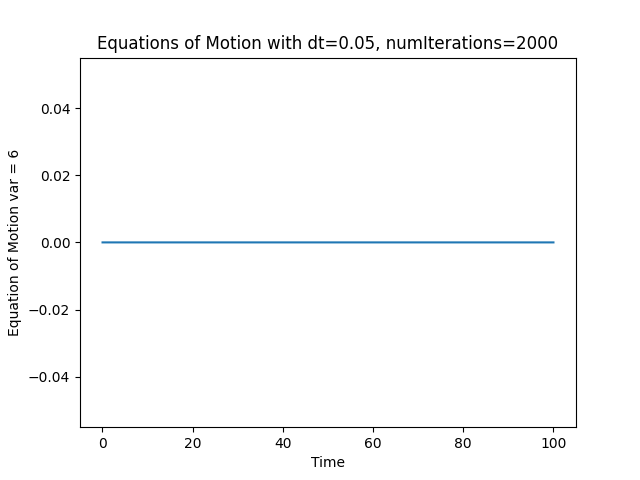 Equations of Motion with dt=0.05, numIterations=2000
0.04
0.02
0.00
−0.02
−0.04
Equation of Motion var = 6
0 20 40 60 80 100
Time